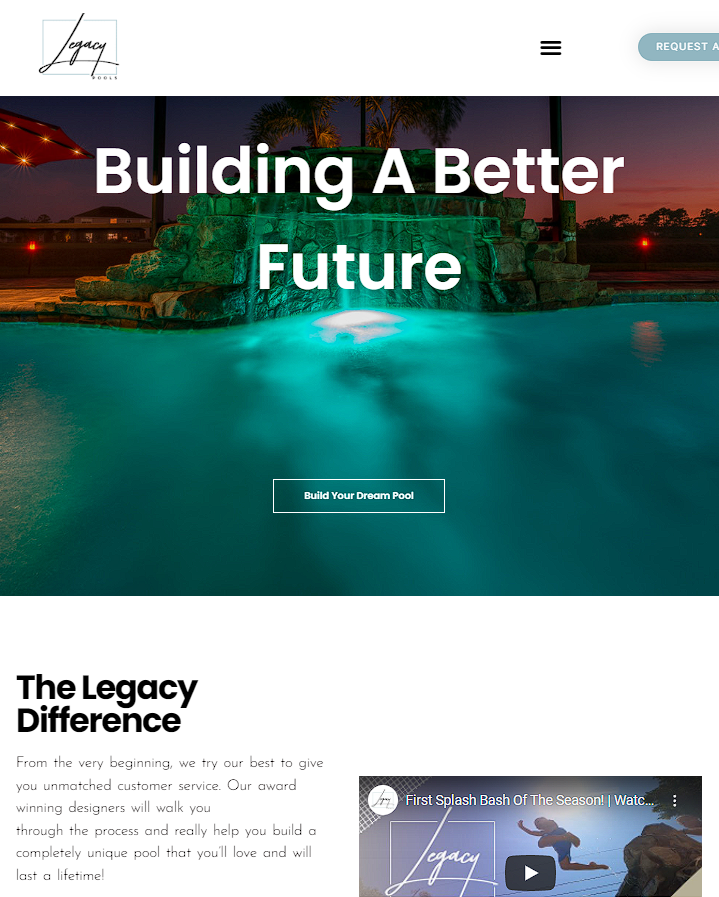 Legacy
POOLS
REQUEST A
Building A Better
Future
Build Your Dream Pool
The Legacy
Difference
From the very beginning, we try our best to give
you unmatched customer service. Our award
winning designers will walk you
through the process and really help you build a
completely unique pool that you'll love and will
last a lifetime!
First Splash Bash Of The Season! | Watc...
Legacy